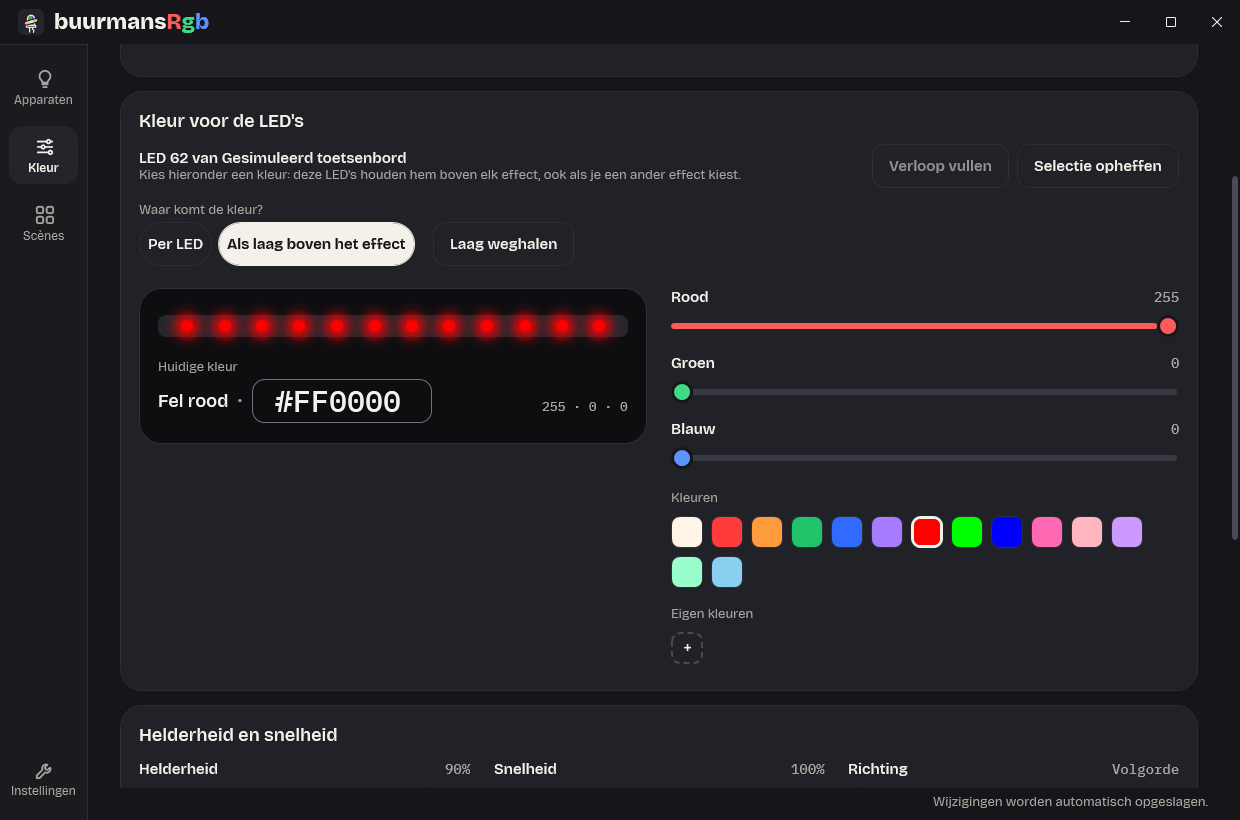 buurmansRgb
Apparaten
Kleur
Scènes
Instellingen
Kleur voor de LED's
LED 62 van Gesimuleerd toetsenbord
Kies hieronder een kleur: deze LED's houden hem boven elk effect, ook als je een ander effect kiest.
Verloop vullen
Selectie opheffen
Waar komt de kleur?
Per LED
Als laag boven het effect
Laag weghalen
Huidige kleur
Fel rood · #FF0000
255 · 0 · 0
Rood 255
Groen 0
Blauw 0
Kleuren
Eigen kleuren
+
Helderheid en snelheid
Helderheid 90%
Snelheid 100%
Richting Volgorde
Wijzigingen worden automatisch opgeslagen.